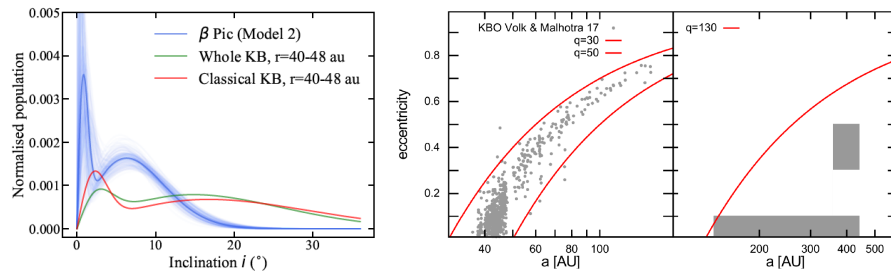 0.005
0.004
0.003
0.002
0.001
0.000
Normalised population
β Pic (Model 2)
Whole KB, r=40-48 au
Classical KB, r=40-48 au
0
10
20
30
Inclination i (°)
KBO Volk & Malhotra 17
q=30
q=50
0.8
0.6
0.4
0.2
eccentricity
40
60
80
100
a [AU]
q=130
200
300
400
500
a [AU]